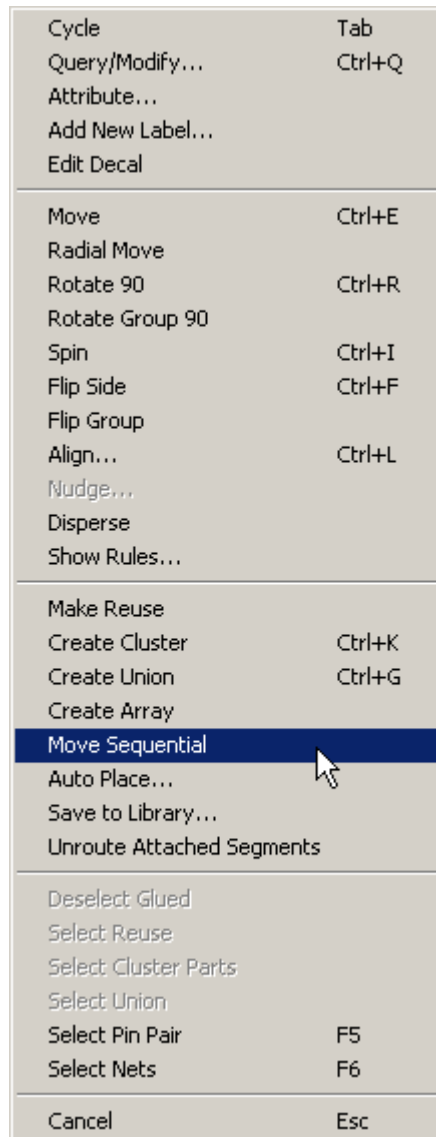 Cycle Tab
Query/Modify... Ctrl+Q
Attribute...
Add New Label...
Edit Decal
Move Ctrl+E
Radial Move
Rotate 90 Ctrl+R
Rotate Group 90
Spin Ctrl+I
Flip Side Ctrl+F
Flip Group
Align... Ctrl+L
Nudge...
Disperse
Show Rules...
Make Reuse
Create Cluster Ctrl+K
Create Union Ctrl+G
Create Array
Move Sequential
Auto Place...
Save to Library...
Unroute Attached Segments
Deselect Glued
Select Reuse
Select Cluster Parts
Select Union
Select Pin Pair F5
Select Nets F6
Cancel Esc